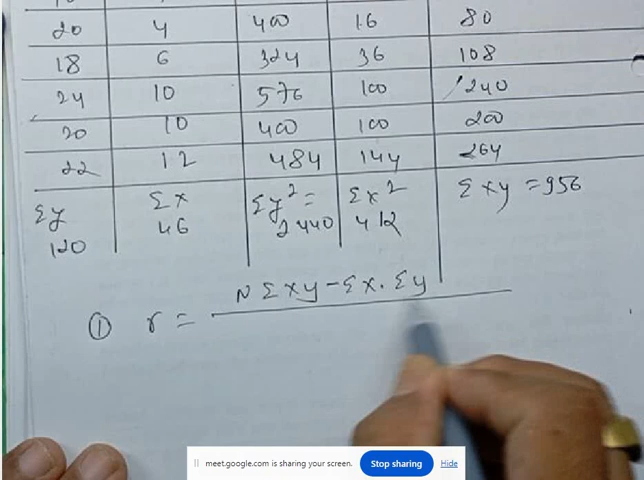 20 4 400 16 80
18 6 324 36 108
24 10 576 100 240
20 10 400 100 200
22 12 484 144 264
Σy 120 Σx 46 Σy² = 2440 Σx² 412 Σxy = 956
① r = NΣxy - Σx. Σy
meet.google.com is sharing your screen. Stop sharing Hide